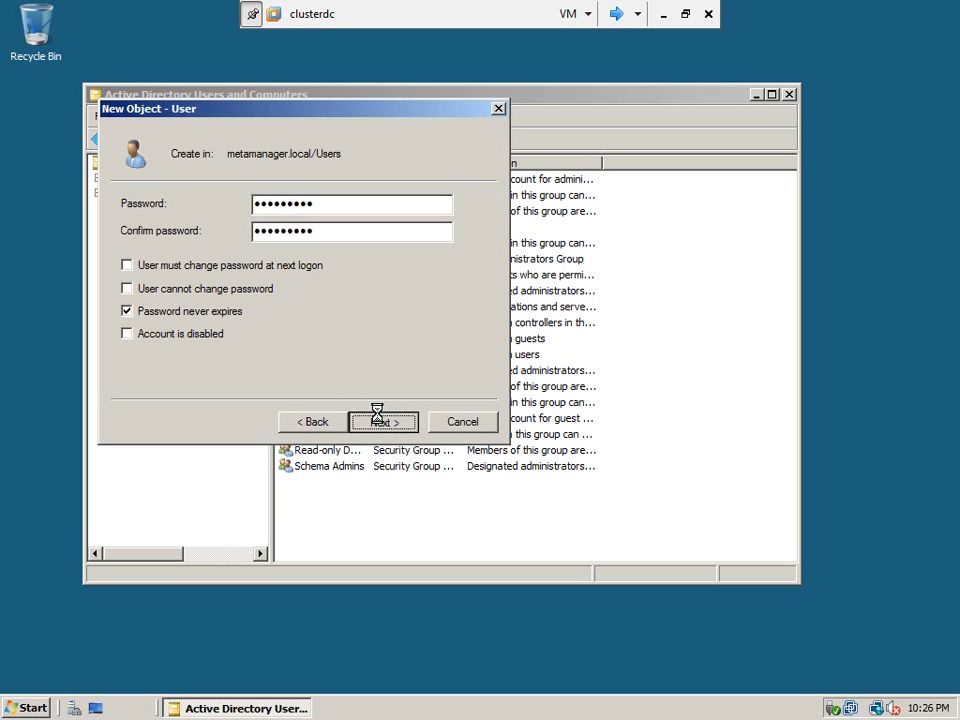 clusterdc
VM
Recycle Bin
Active Directory Users and Computers
New Object - User
Create in: metamanager.local/Users
Password: •••••••••
Confirm password: •••••••••
User must change password at next logon
User cannot change password
Password never expires
Account is disabled
< Back
Next >
Cancel
count for admini...
in this group can...
of this group are...
in this group can...
nistrators Group
ts who are permi...
ed administrators...
ations and serve...
n controllers in th...
n guests
n users
ed administrators...
of this group are...
in this group can...
count for guest ...
n this group can ...
Read-only D... Security Group ... Members of this group are...
Schema Admins Security Group ... Designated administrators...
Start
Active Directory User...
10:26 PM